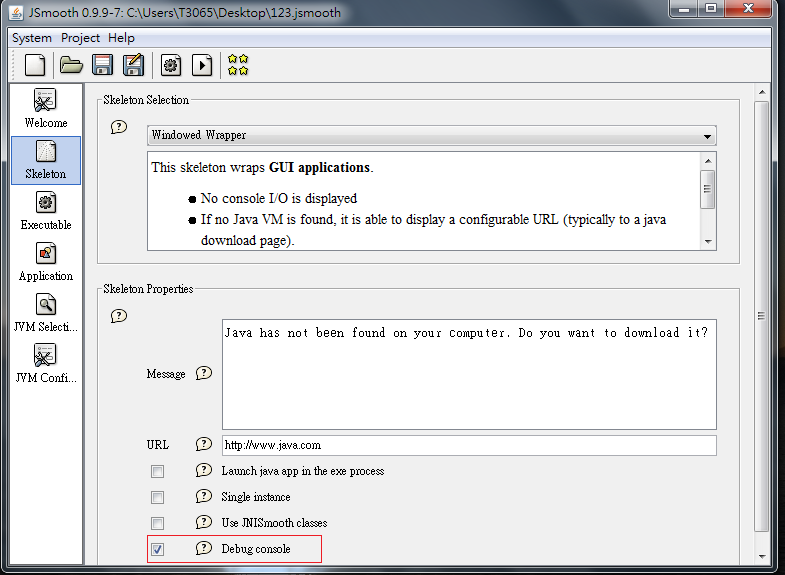 JSmooth 0.9.9-7: C:\Users\T3065\Desktop\123.jsmooth
System Project Help
Welcome
Skeleton
Executable
Application
JVM Selecti...
JVM Confi...
Skeleton Selection
Windowed Wrapper
This skeleton wraps GUI applications.
No console I/O is displayed
If no Java VM is found, it is able to display a configurable URL (typically to a java
download page).
Skeleton Properties
Message
Java has not been found on your computer. Do you want to download it?
URL
http://www.java.com
Launch java app in the exe process
Single instance
Use JNISmooth classes
Debug console